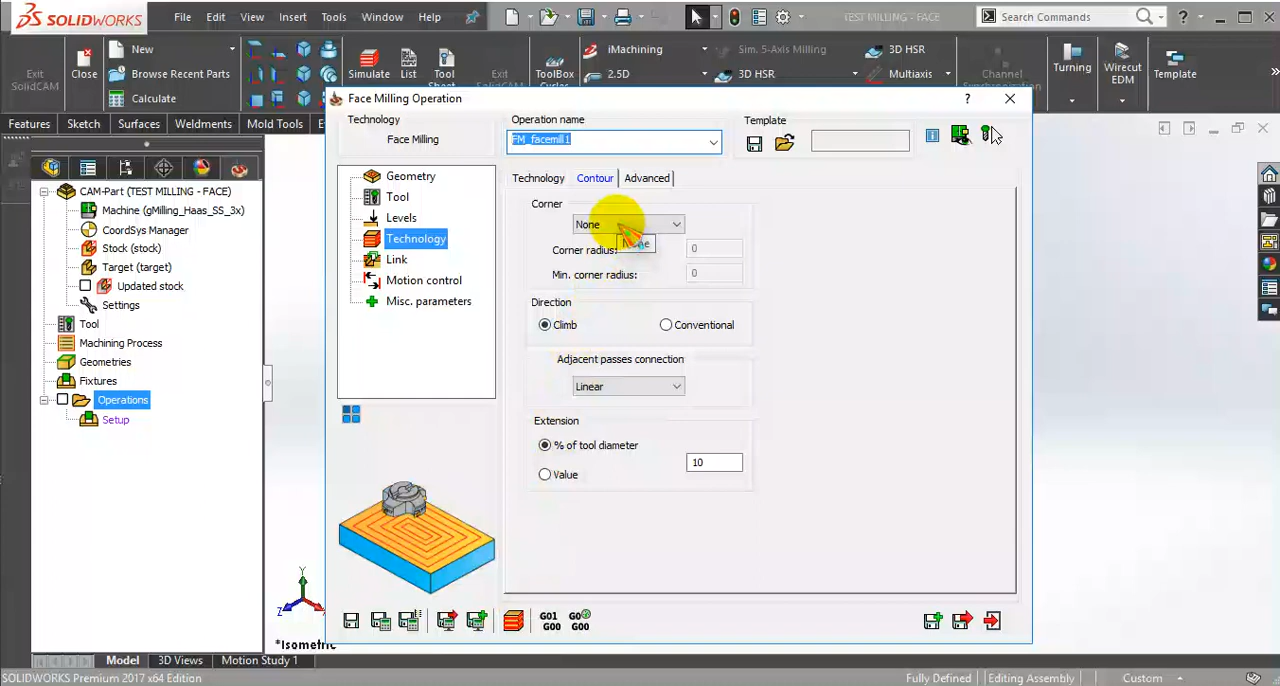 SOLIDWORKS File Edit View Insert Tools Window Help TEST MILLING - FACE Search Commands
Exit SolidCAM Close New Browse Recent Parts Calculate Simulate List Tool Sheet Exit ToolBox Cycles iMachining 2.5D Sim. 5-Axis Milling 3D HSR 3D HSR Multiaxis Channel Synchronization Turning Wirecut EDM Template
Features Sketch Surfaces Weldments Mold Tools
CAM-Part (TEST MILLING - FACE)
Machine (gMilling_Haas_SS_3x)
CoordSys Manager
Stock (stock)
Target (target)
Updated stock
Settings
Tool
Machining Process
Geometries
Fixtures
Operations
Setup
Face Milling Operation
Technology
Face Milling
Operation name
FM_facemill1
Template
Geometry
Tool
Levels
Technology
Link
Motion control
Misc. parameters
Technology Contour Advanced
Corner
None
None
Corner radius: 0
Min. corner radius: 0
Direction
Climb Conventional
Adjacent passes connection
Linear
Extension
% of tool diameter
10
Value
G01 G00
Y
Z
*Isometric
Model 3D Views Motion Study 1
SOLIDWORKS Premium 2017 x64 Edition Fully Defined Editing Assembly Custom